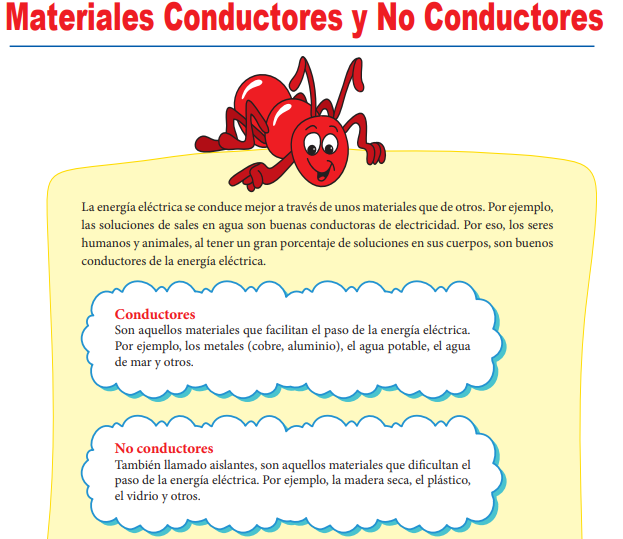 Materiales Conductores y No Conductores
La energía eléctrica se conduce mejor a través de unos materiales que de otros. Por ejemplo,
las soluciones de sales en agua son buenas conductoras de electricidad. Por eso, los seres
humanos y animales, al tener un gran porcentaje de soluciones en sus cuerpos, son buenos
conductores de la energía eléctrica.
Conductores
Son aquellos materiales que facilitan el paso de la energía eléctrica.
Por ejemplo, los metales (cobre, aluminio), el agua potable, el agua
de mar y otros.
No conductores
También llamado aislantes, son aquellos materiales que dificultan el
paso de la energía eléctrica. Por ejemplo, la madera seca, el plástico,
el vidrio y otros.